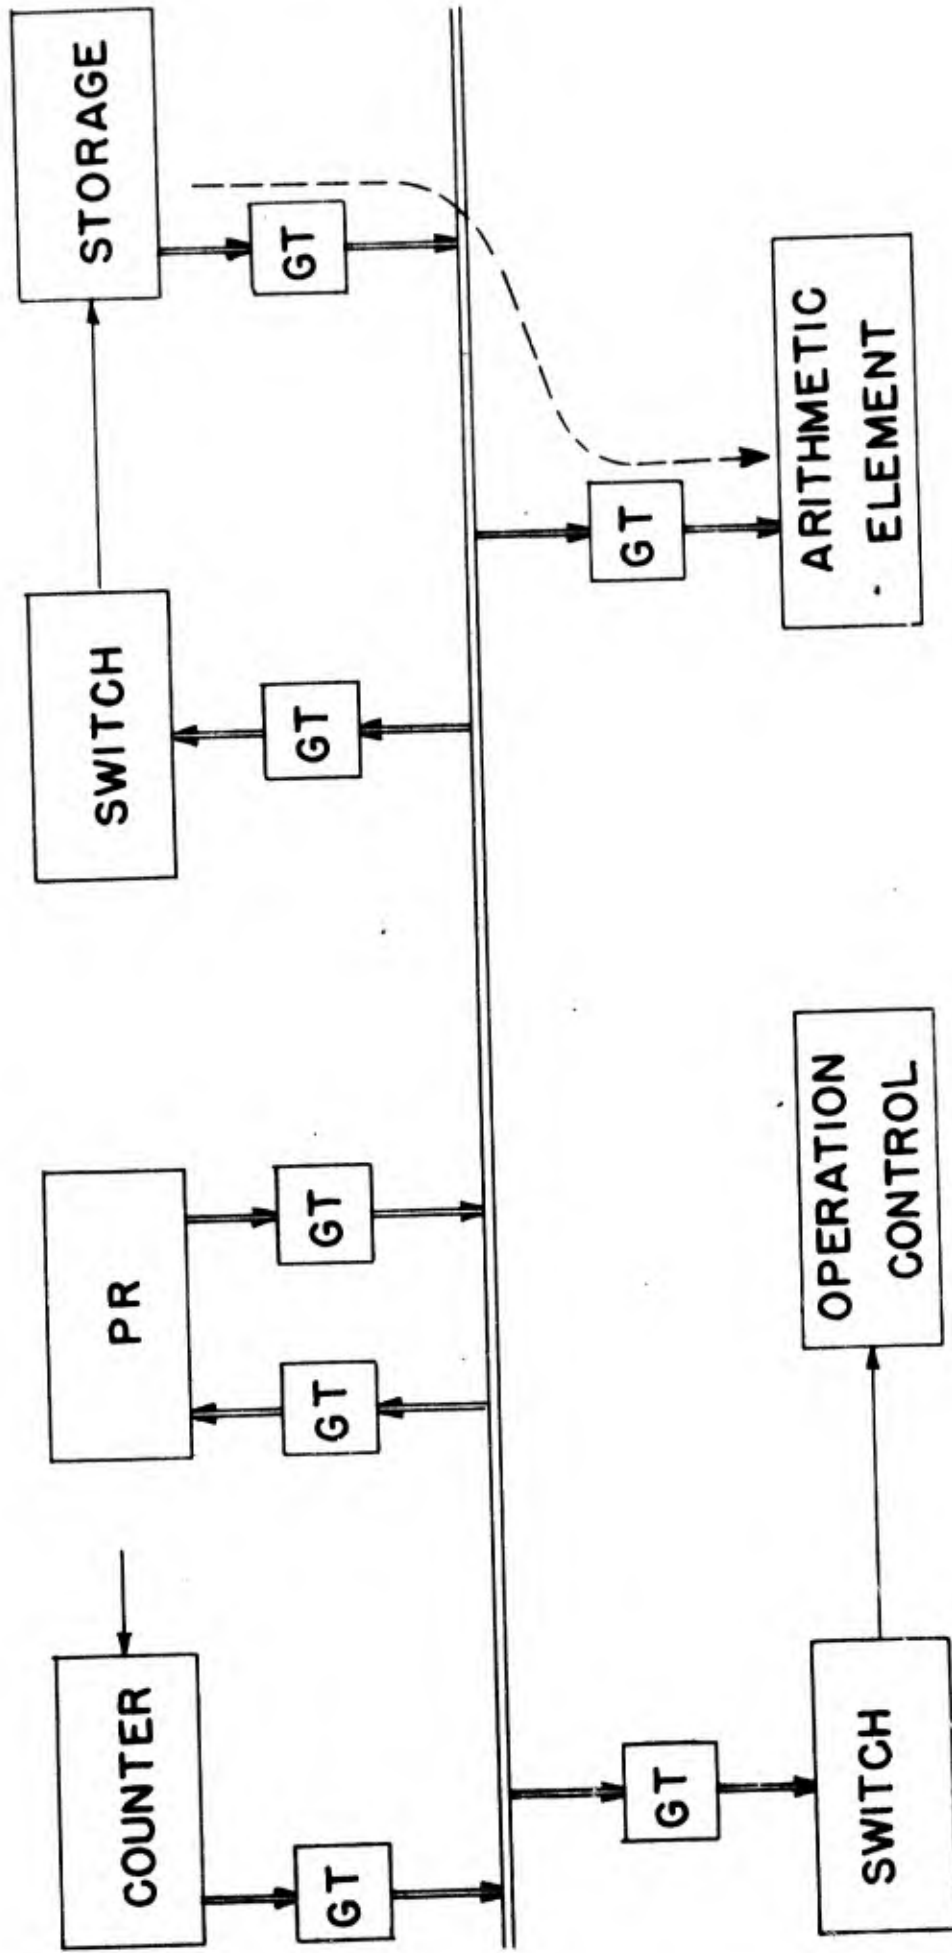 COUNTER
PR
SWITCH
STORAGE
GT
GT
GT
GT
GT
GT
GT
SWITCH
OPERATION
CONTROL
ARITHMETIC
ELEMENT